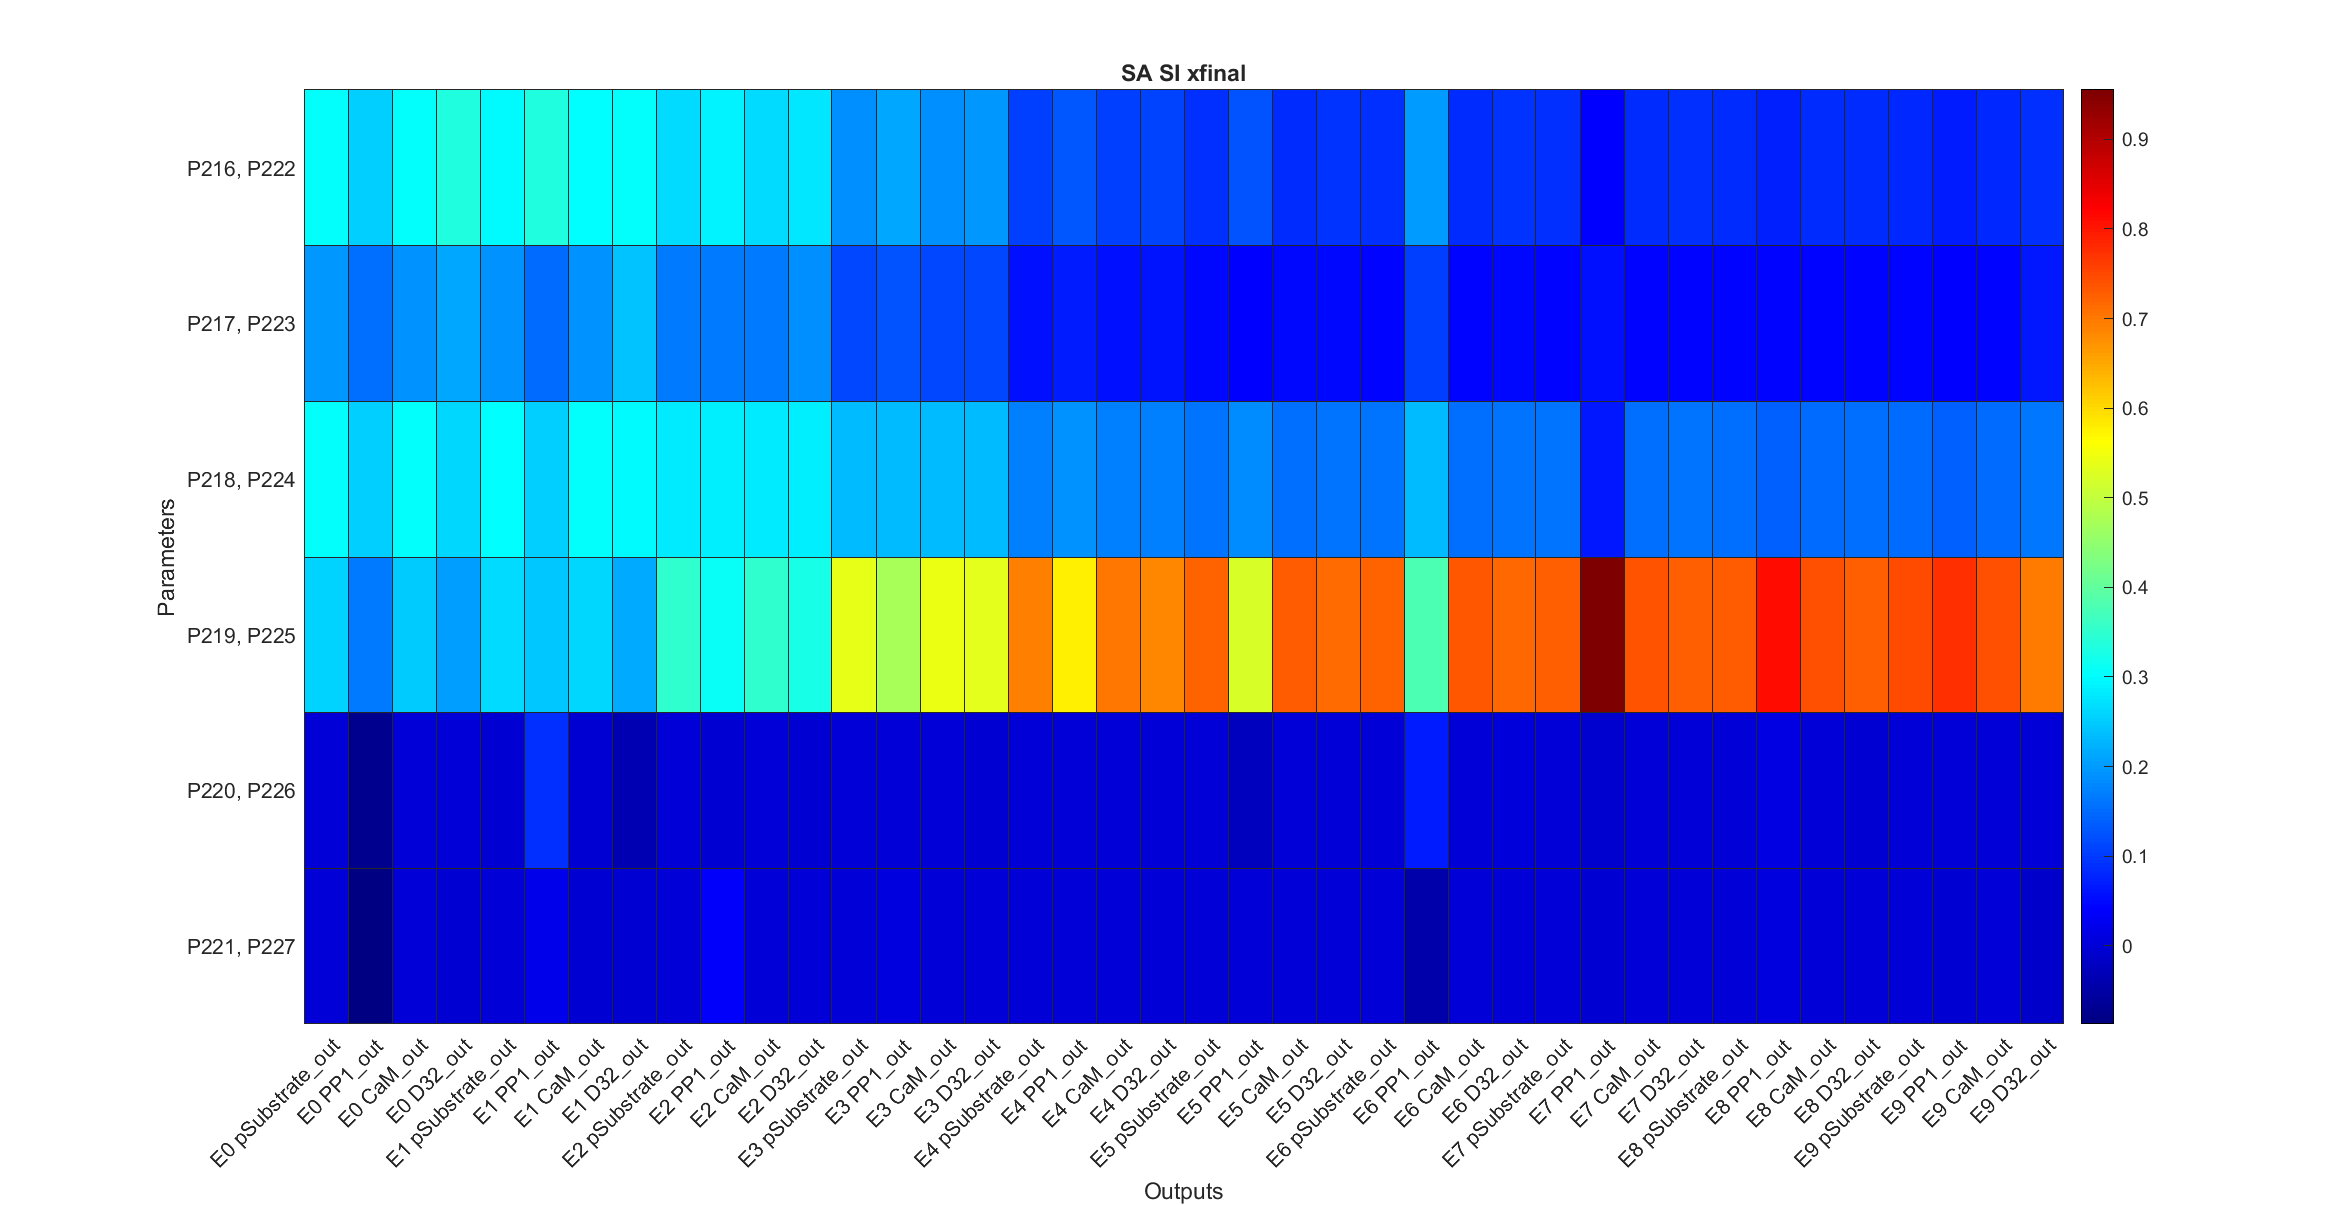 SA SI xfinal
Parameters
P216, P222
P217, P223
P218, P224
P219, P225
P220, P226
P221, P227
0.9
0.8
0.7
0.6
0.5
0.4
0.3
0.2
0.1
0
E0 pSubstrate_out
E0 PP1_out
E0 CaM_out
E0 D32_out
E1 pSubstrate_out
E1 PP1_out
E1 CaM_out
E1 D32_out
E2 pSubstrate_out
E2 PP1_out
E2 CaM_out
E2 D32_out
E3 pSubstrate_out
E3 PP1_out
E3 CaM_out
E3 D32_out
E4 pSubstrate_out
E4 PP1_out
E4 CaM_out
E4 D32_out
E5 pSubstrate_out
E5 PP1_out
E5 CaM_out
E5 D32_out
E6 pSubstrate_out
E6 PP1_out
E6 CaM_out
E6 D32_out
E7 pSubstrate_out
E7 PP1_out
E7 CaM_out
E7 D32_out
E8 pSubstrate_out
E8 PP1_out
E8 CaM_out
E8 D32_out
E9 pSubstrate_out
E9 PP1_out
E9 CaM_out
E9 D32_out
Outputs